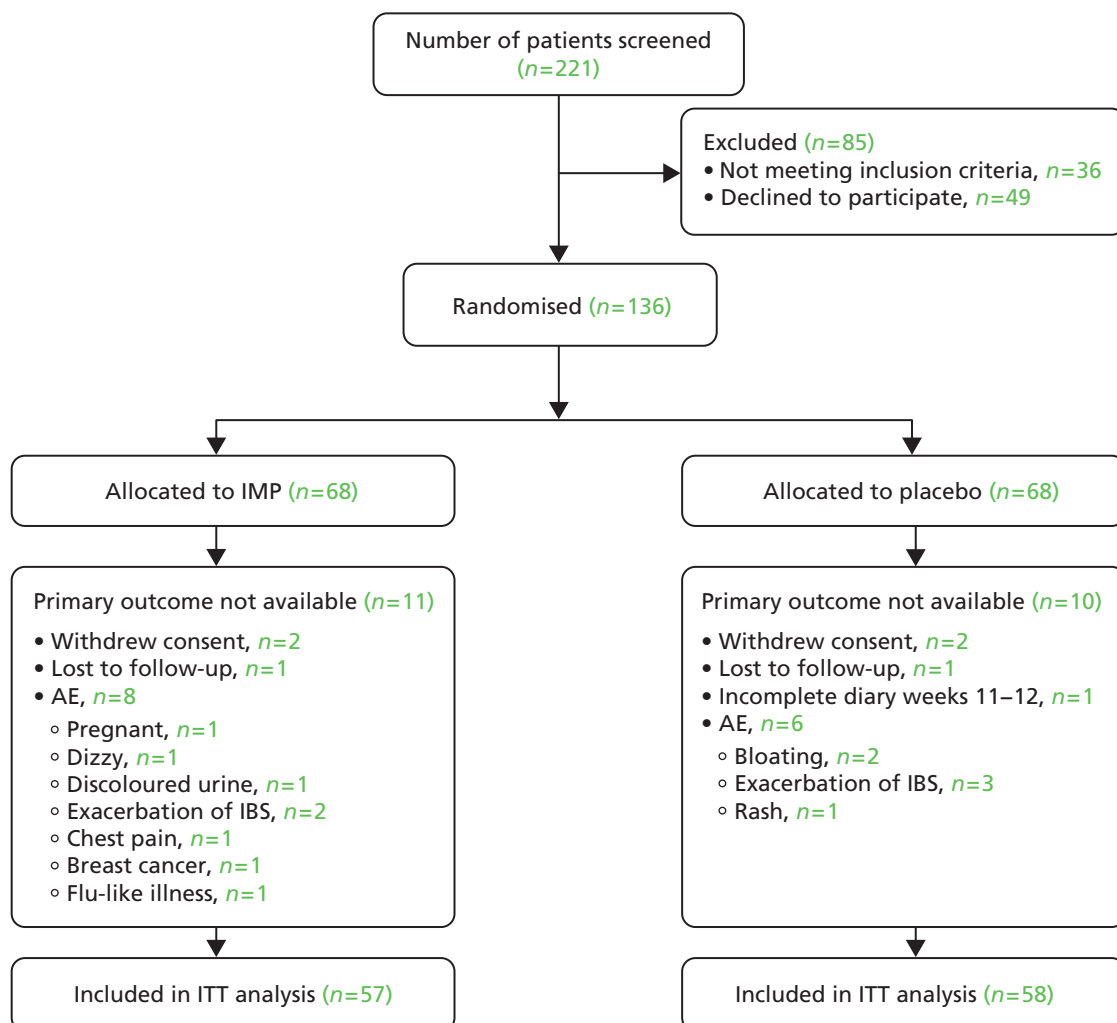 Number of patients screened
(n=221)
Excluded (n=85)
• Not meeting inclusion criteria, n=36
• Declined to participate, n=49
Randomised (n=136)
Allocated to IMP (n=68)
Allocated to placebo (n=68)
Primary outcome not available (n=11)
• Withdrew consent, n=2
• Lost to follow-up, n=1
• AE, n=8
◦ Pregnant, n=1
◦ Dizzy, n=1
◦ Discoloured urine, n=1
◦ Exacerbation of IBS, n=2
◦ Chest pain, n=1
◦ Breast cancer, n=1
◦ Flu-like illness, n=1
Primary outcome not available (n=10)
• Withdrew consent, n=2
• Lost to follow-up, n=1
• Incomplete diary weeks 11–12, n=1
• AE, n=6
◦ Bloating, n=2
◦ Exacerbation of IBS, n=3
◦ Rash, n=1
Included in ITT analysis (n=57)
Included in ITT analysis (n=58)